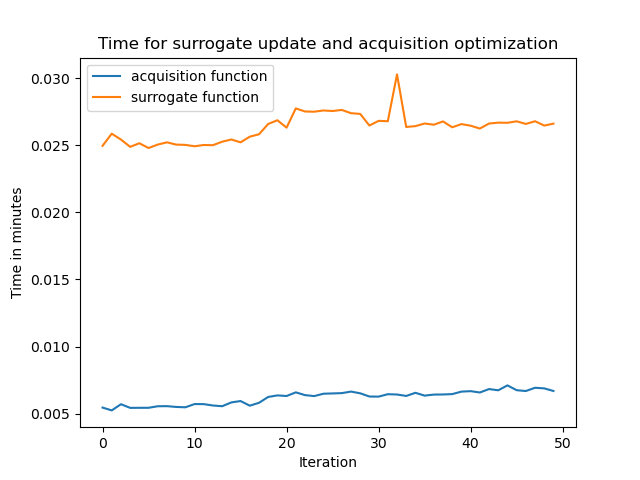 Time for surrogate update and acquisition optimization
acquisition function
surrogate function
0.030
0.025
0.020
0.015
0.010
0.005
Time in minutes
0 10 20 30 40 50
Iteration